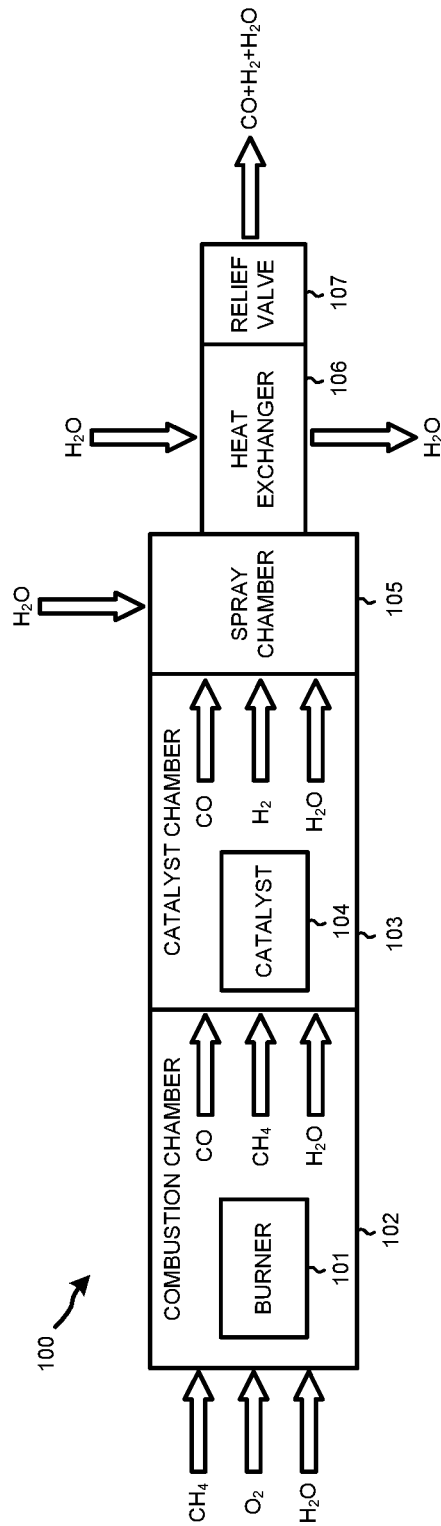 100
CH₄
O₂
H₂O
COMBUSTION CHAMBER
BURNER
101
102
CO
CH₄
H₂O
CATALYST CHAMBER
CATALYST
104
103
CO
H₂
H₂O
H₂O
SPRAY
CHAMBER
105
H₂O
HEAT
EXCHANGER
106
H₂O
RELIEF
VALVE
107
CO+H₂+H₂O